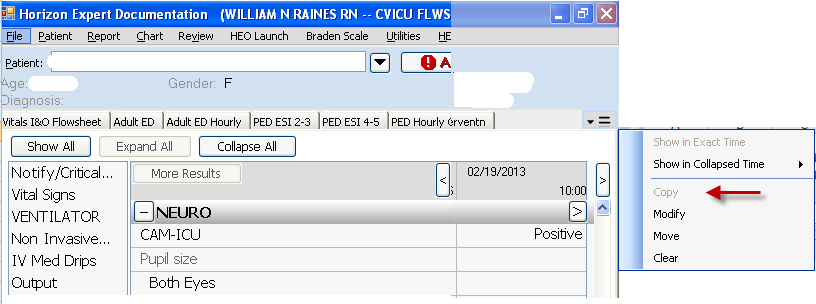 Horizon Expert Documentation (WILLIAM N RAINES RN -- CVICU FLWS
File Patient Report Chart Review HEO Launch Braden Scale Utilities HE
Patient:
Age: Gender: F
Diagnosis:
Vitals I&O Flowsheet Adult ED Adult ED Hourly PED ESI 2-3 PED ESI 4-5 PED Hourly
Show All Expand All Collapse All
Notify/Critical...
Vital Signs
VENTILATOR
Non Invasive...
IV Med Drips
Output
More Results < 02/19/2013 >
10:00
− NEURO >
CAM-ICU Positive
Pupil size
Both Eyes
Show in Exact Time
Show in Collapsed Time
Copy
Modify
Move
Clear